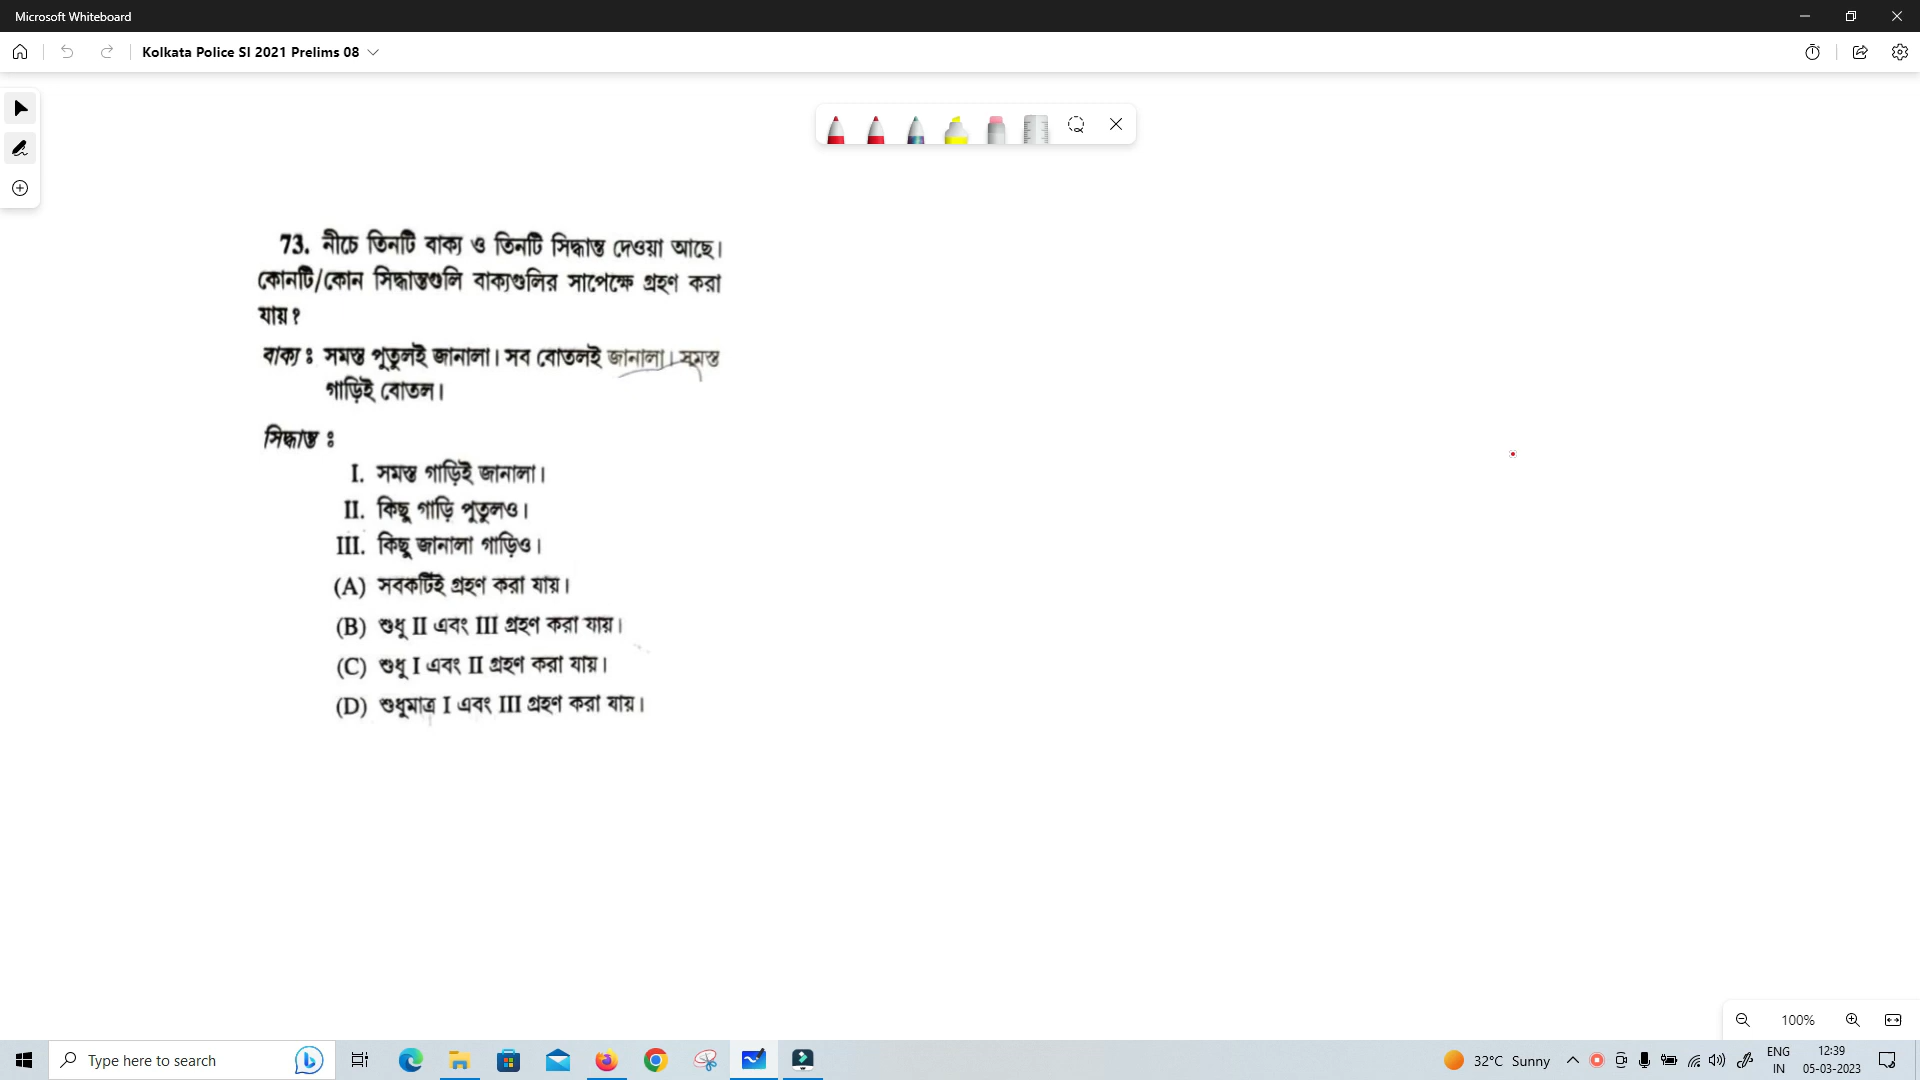 Microsoft Whiteboard
Kolkata Police SI 2021 Prelims 08
73. নীচে তিনটি বাক্য ও তিনটি সিদ্ধান্ত দেওয়া আছে।
কোনটি/কোন সিদ্ধান্তগুলি বাক্যগুলির সাপেক্ষে গ্রহণ করা
যায়?
বাক্য ঃ সমস্ত পুতুলই জানালা। সব বোতলই জানালা। সমস্ত
গাড়িই বোতল।
সিদ্ধান্ত ঃ
I. সমস্ত গাড়িই জানালা।
II. কিছু গাড়ি পুতুলও।
III. কিছু জানালা গাড়িও।
(A) সবকটিই গ্রহণ করা যায়।
(B) শুধু II এবং III গ্রহণ করা যায়।
(C) শুধু I এবং II গ্রহণ করা যায়।
(D) শুধুমাত্র I এবং III গ্রহণ করা যায়।
100%
Type here to search
32°C Sunny
ENG
IN
12:39
05-03-2023